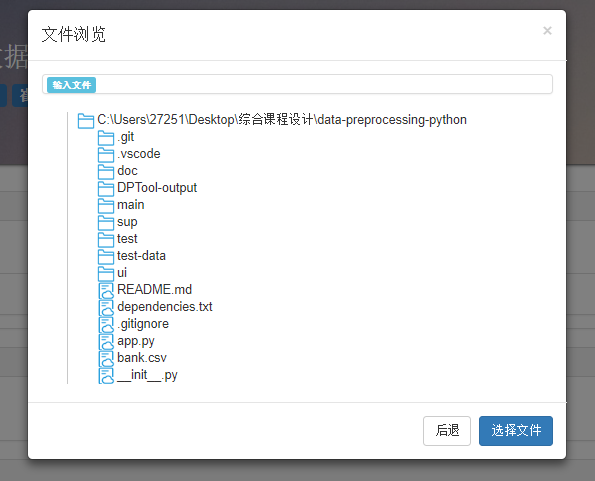 文件浏览
×
数据
输入文件
C:\Users\27251\Desktop\综合课程设计\data-preprocessing-python
.git
.vscode
doc
DPTool-output
main
sup
test
test-data
ui
README.md
dependencies.txt
.gitignore
app.py
bank.csv
__init__.py
后退
选择文件